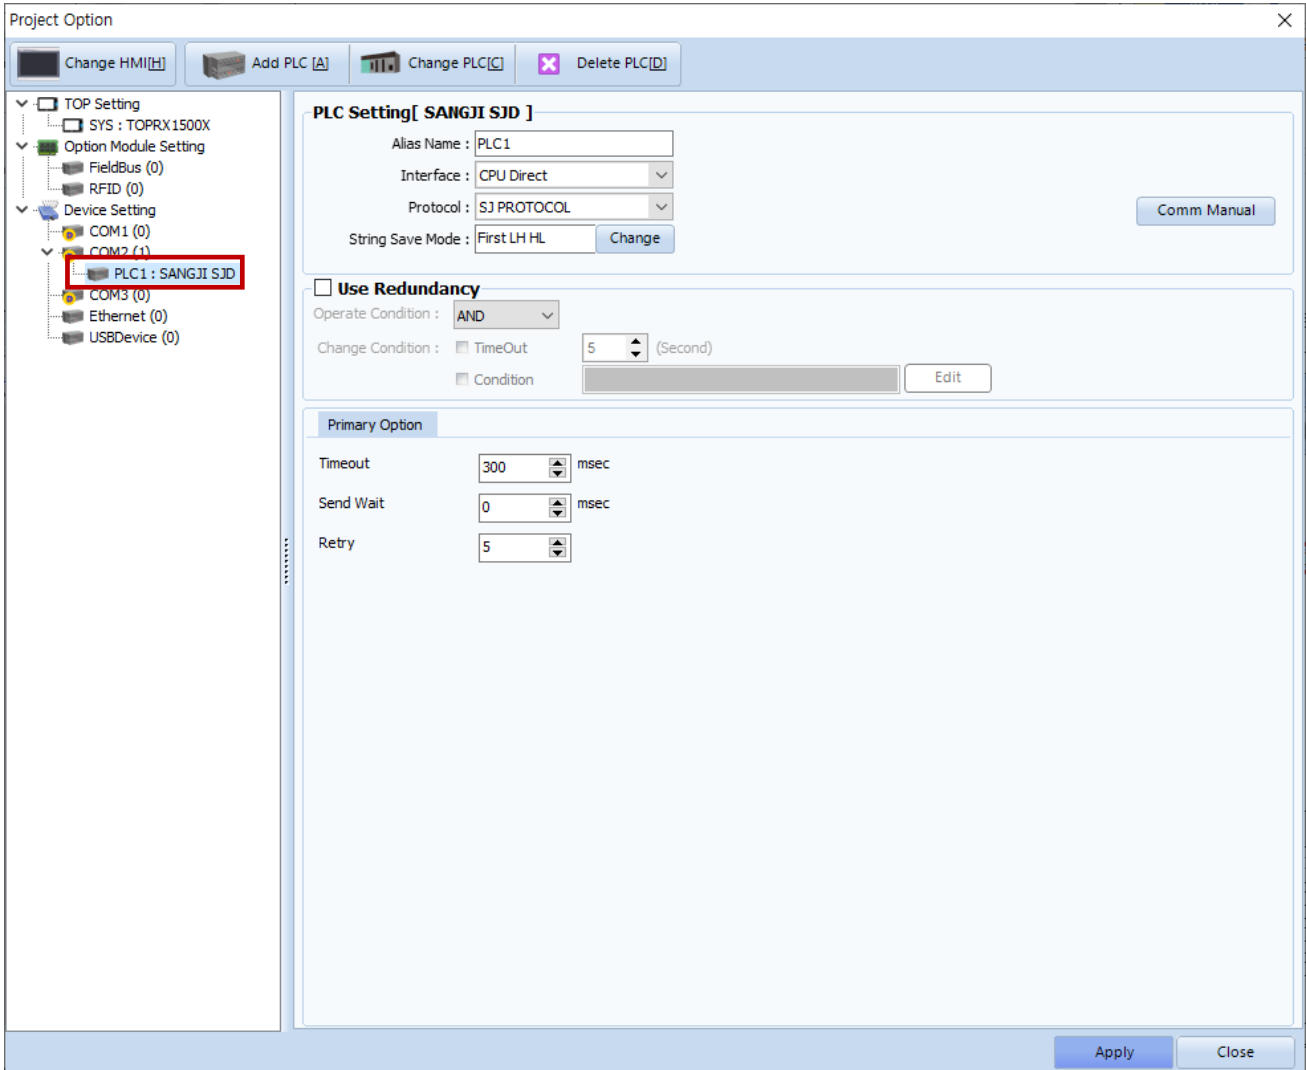 Project Option
Change HMI[H]
Add PLC [A]
Change PLC[C]
Delete PLC[D]
TOP Setting
SYS : TOPRX1500X
Option Module Setting
FieldBus (0)
RFID (0)
Device Setting
COM1 (0)
COM2 (1)
PLC1 : SANGJI SJD
COM3 (0)
Ethernet (0)
USBDevice (0)
PLC Setting[ SANGJI SJD ]
Alias Name : PLC1
Interface : CPU Direct
Protocol : SJ PROTOCOL
Comm Manual
String Save Mode : First LH HL Change
Use Redundancy
Operate Condition : AND
Change Condition : TimeOut 5 (Second)
Condition Edit
Primary Option
Timeout 300 msec
Send Wait 0 msec
Retry 5
Apply Close